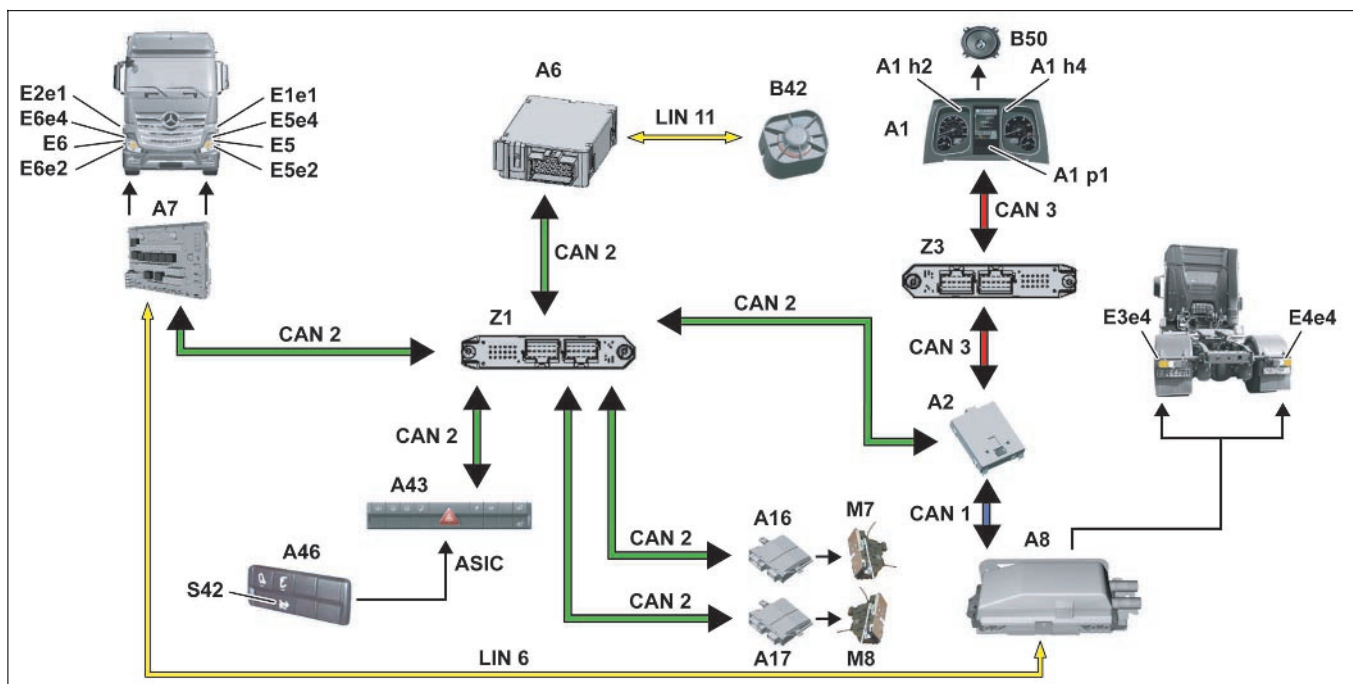 B50
A1 h2
A1 h4
A6
B42
E2e1
E1e1
LIN 11
E6e4
E5e4
A1
E6
E5
E6e2
E5e2
A1 p1
A7
CAN 3
Z3
CAN 2
CAN 2
E3e4
E4e4
Z1
CAN 2
CAN 3
A2
CAN 2
A43
A16
M7
CAN 1
A8
A46
CAN 2
ASIC
S42
CAN 2
A17
M8
LIN 6